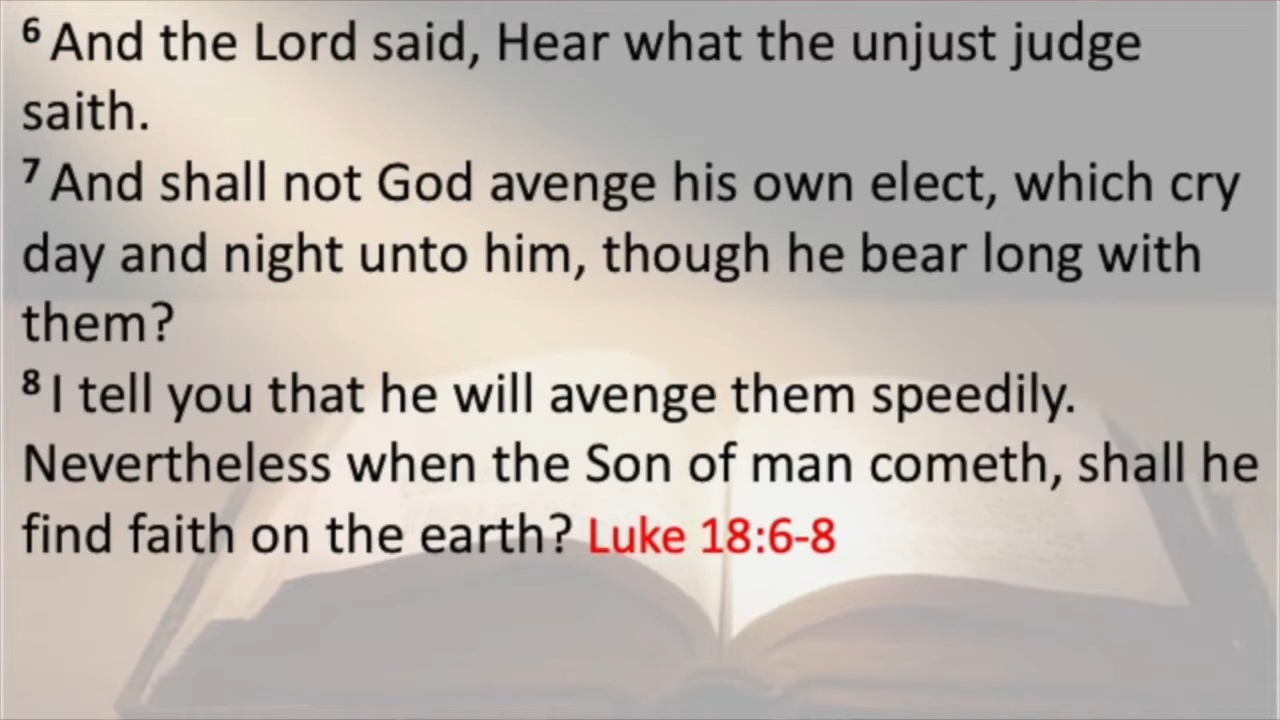 6 And the Lord said, Hear what the unjust judge
saith.
7 And shall not God avenge his own elect, which cry
day and night unto him, though he bear long with
them?
8 I tell you that he will avenge them speedily.
Nevertheless when the Son of man cometh, shall he
find faith on the earth? Luke 18:6-8